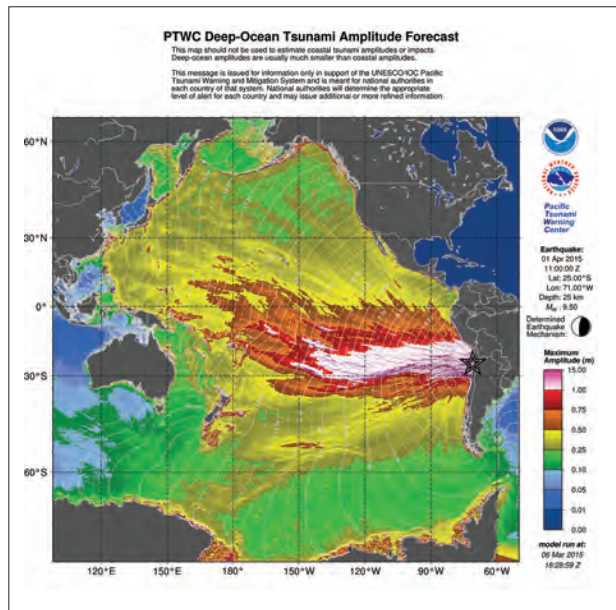 PTWC Deep-Ocean Tsunami Amplitude Forecast
This map should not be used to estimate coastal tsunami amplitudes or impacts
Deep-ocean amplitudes are usually much smaller than coastal amplitudes.
This message is issued for information only in support of the UNESCO/IOC Pacific
Tsunami Warning and Mitigation System and is meant for national authorities in
each country of that system. National authorities will determine the appropriate
level of alert for each country and may issue additional or more refined information.
60°N
30°N
0°
30°S
60°S
120°E
150°E
180°
150°W
120°W
90°W
60°W
Pacific
Tsunami
Warning
Center
Earthquake:
01 Apr 2015
11:00:00 Z
Lat: 25.00°S
Lon: 71.00°W
Depth: 25 km
Mw : 9.50
Determined
Earthquake
Mechanism:
Maximum
Amplitude (m)
15.00
1.00
0.75
0.50
0.25
0.10
0.05
0.01
0.00
model run at:
06 Mar 2015
18:28:59 Z